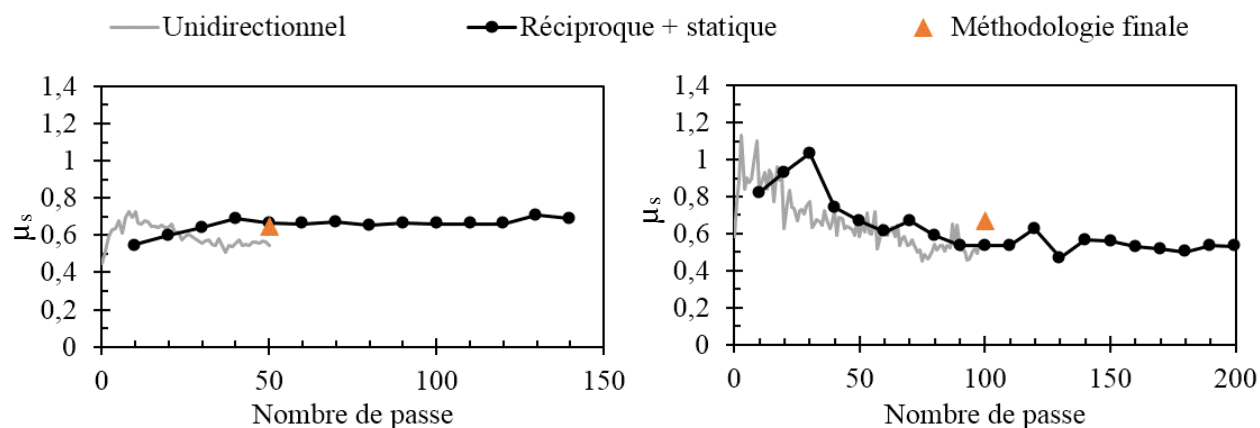 Unidirectionnel Réciproque + statique Méthodologie finale
1,4
1,2
1
0,8
0,6
0,4
0,2
0
μs
0 50 100 150
Nombre de passe
1,4
1,2
1
0,8
0,6
0,4
0,2
0
μs
0 50 100 150 200
Nombre de passe